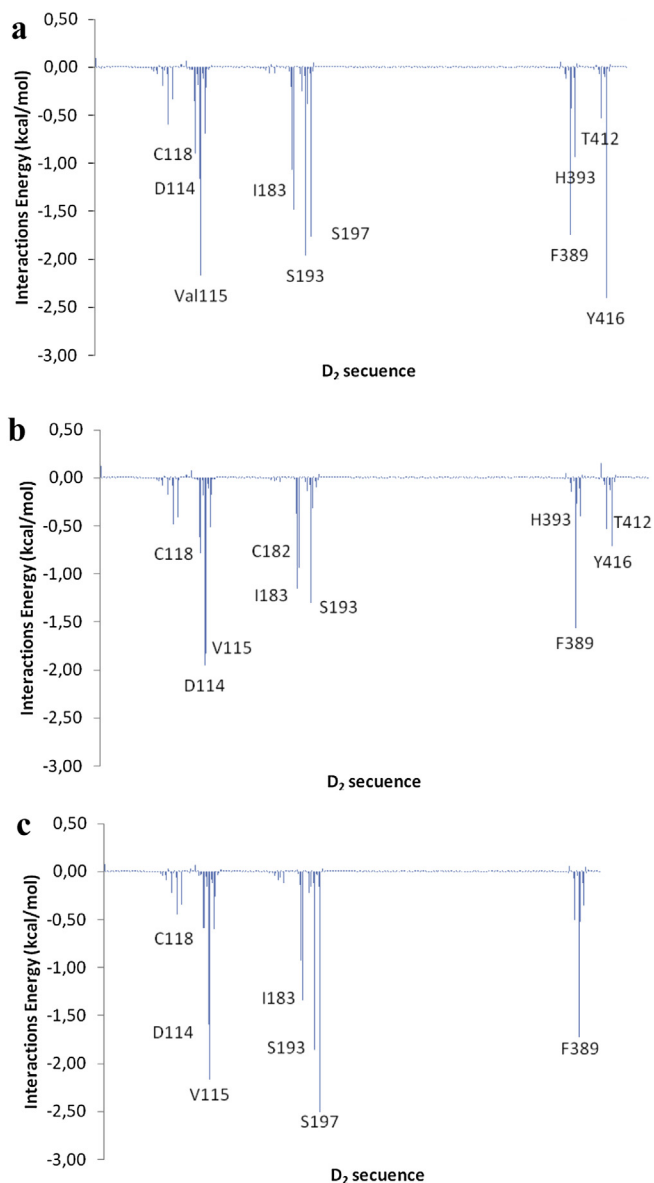 a
Interactions Energy (kcal/mol)
0,50
0,00
-0,50
-1,00
-1,50
-2,00
-2,50
-3,00
C118
D114
Val115
I183
S193
S197
T412
H393
F389
Y416
D₂ secuence
b
Interactions Energy (kcal/mol)
0,50
0,00
-0,50
-1,00
-1,50
-2,00
-2,50
-3,00
C118
V115
D114
C182
I183
S193
H393
T412
Y416
F389
D₂ secuence
c
Interactions Energy (kcal/mol)
0,50
0,00
-0,50
-1,00
-1,50
-2,00
-2,50
-3,00
C118
D114
V115
I183
S193
S197
F389
D₂ secuence